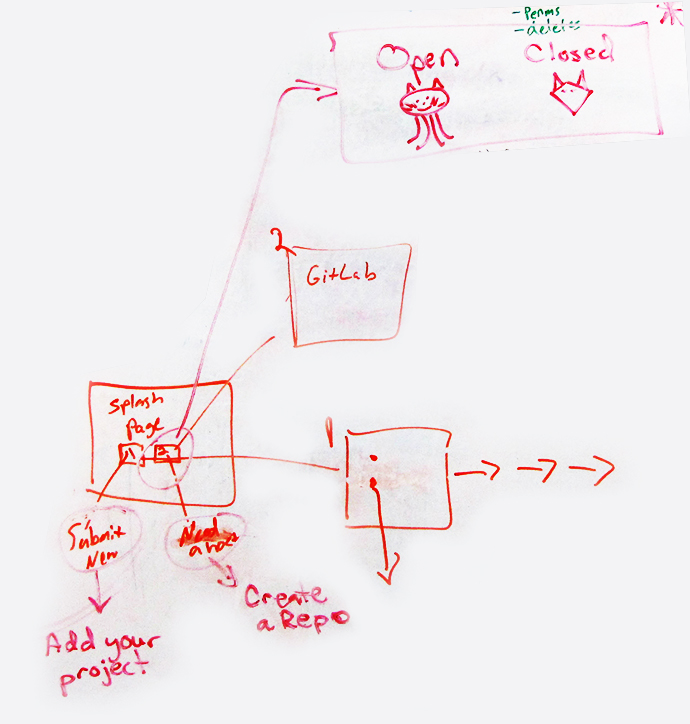 - Perms
- deletes
Open
Closed
2
GitLab
Splash
Page
1
2
1
Submit
New
Need
a host
Create
a Repo
Add your
project